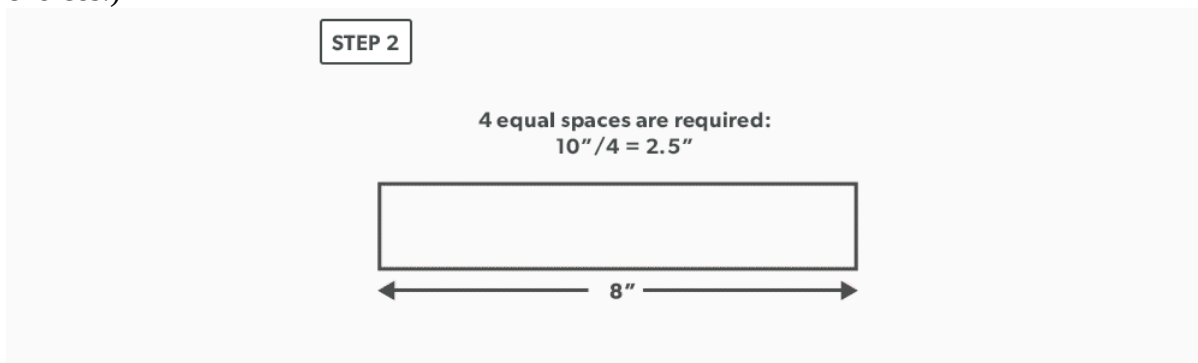 STEP 2
4 equal spaces are required:
10″/4 = 2.5″
8″